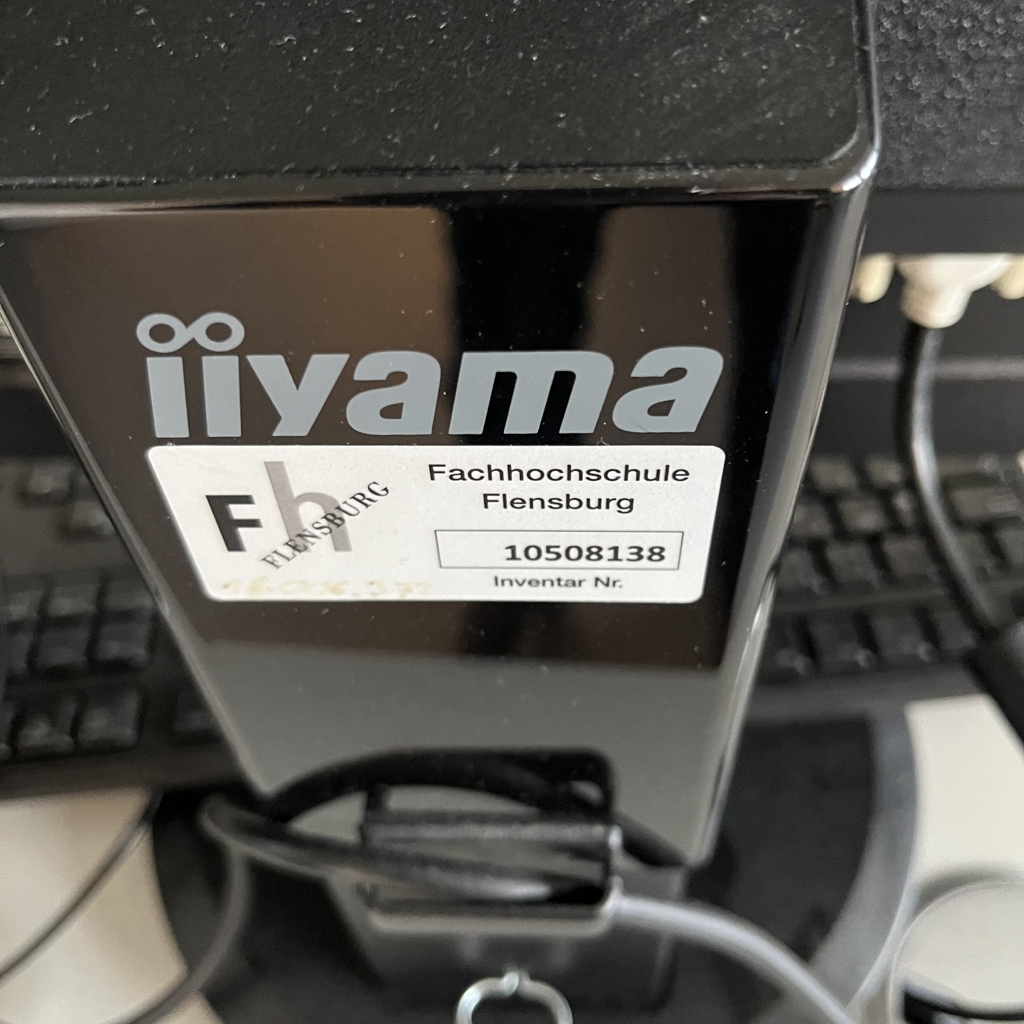 iiyama
Fh
FLENSBURG
Fachhochschule
Flensburg
10508138
Inventar Nr.